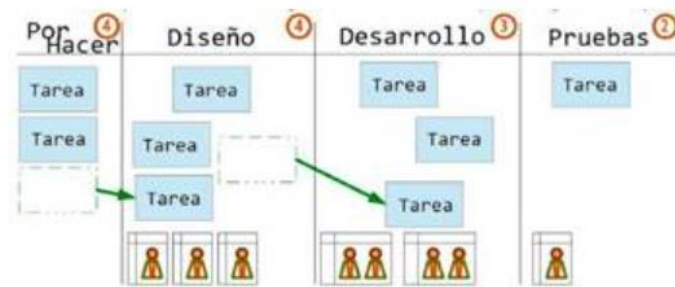 Por Hacer ④
Diseño ④
Desarrollo ③
Pruebas ②
Tarea
Tarea
Tarea
Tarea
Tarea
Tarea
Tarea
Tarea
Tarea